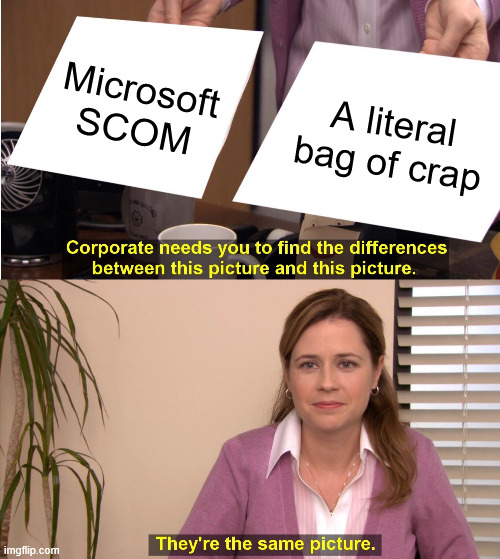 Microsoft
SCOM
A literal
bag of crap
Corporate needs you to find the differences
between this picture and this picture.
They're the same picture.
imgflip.com